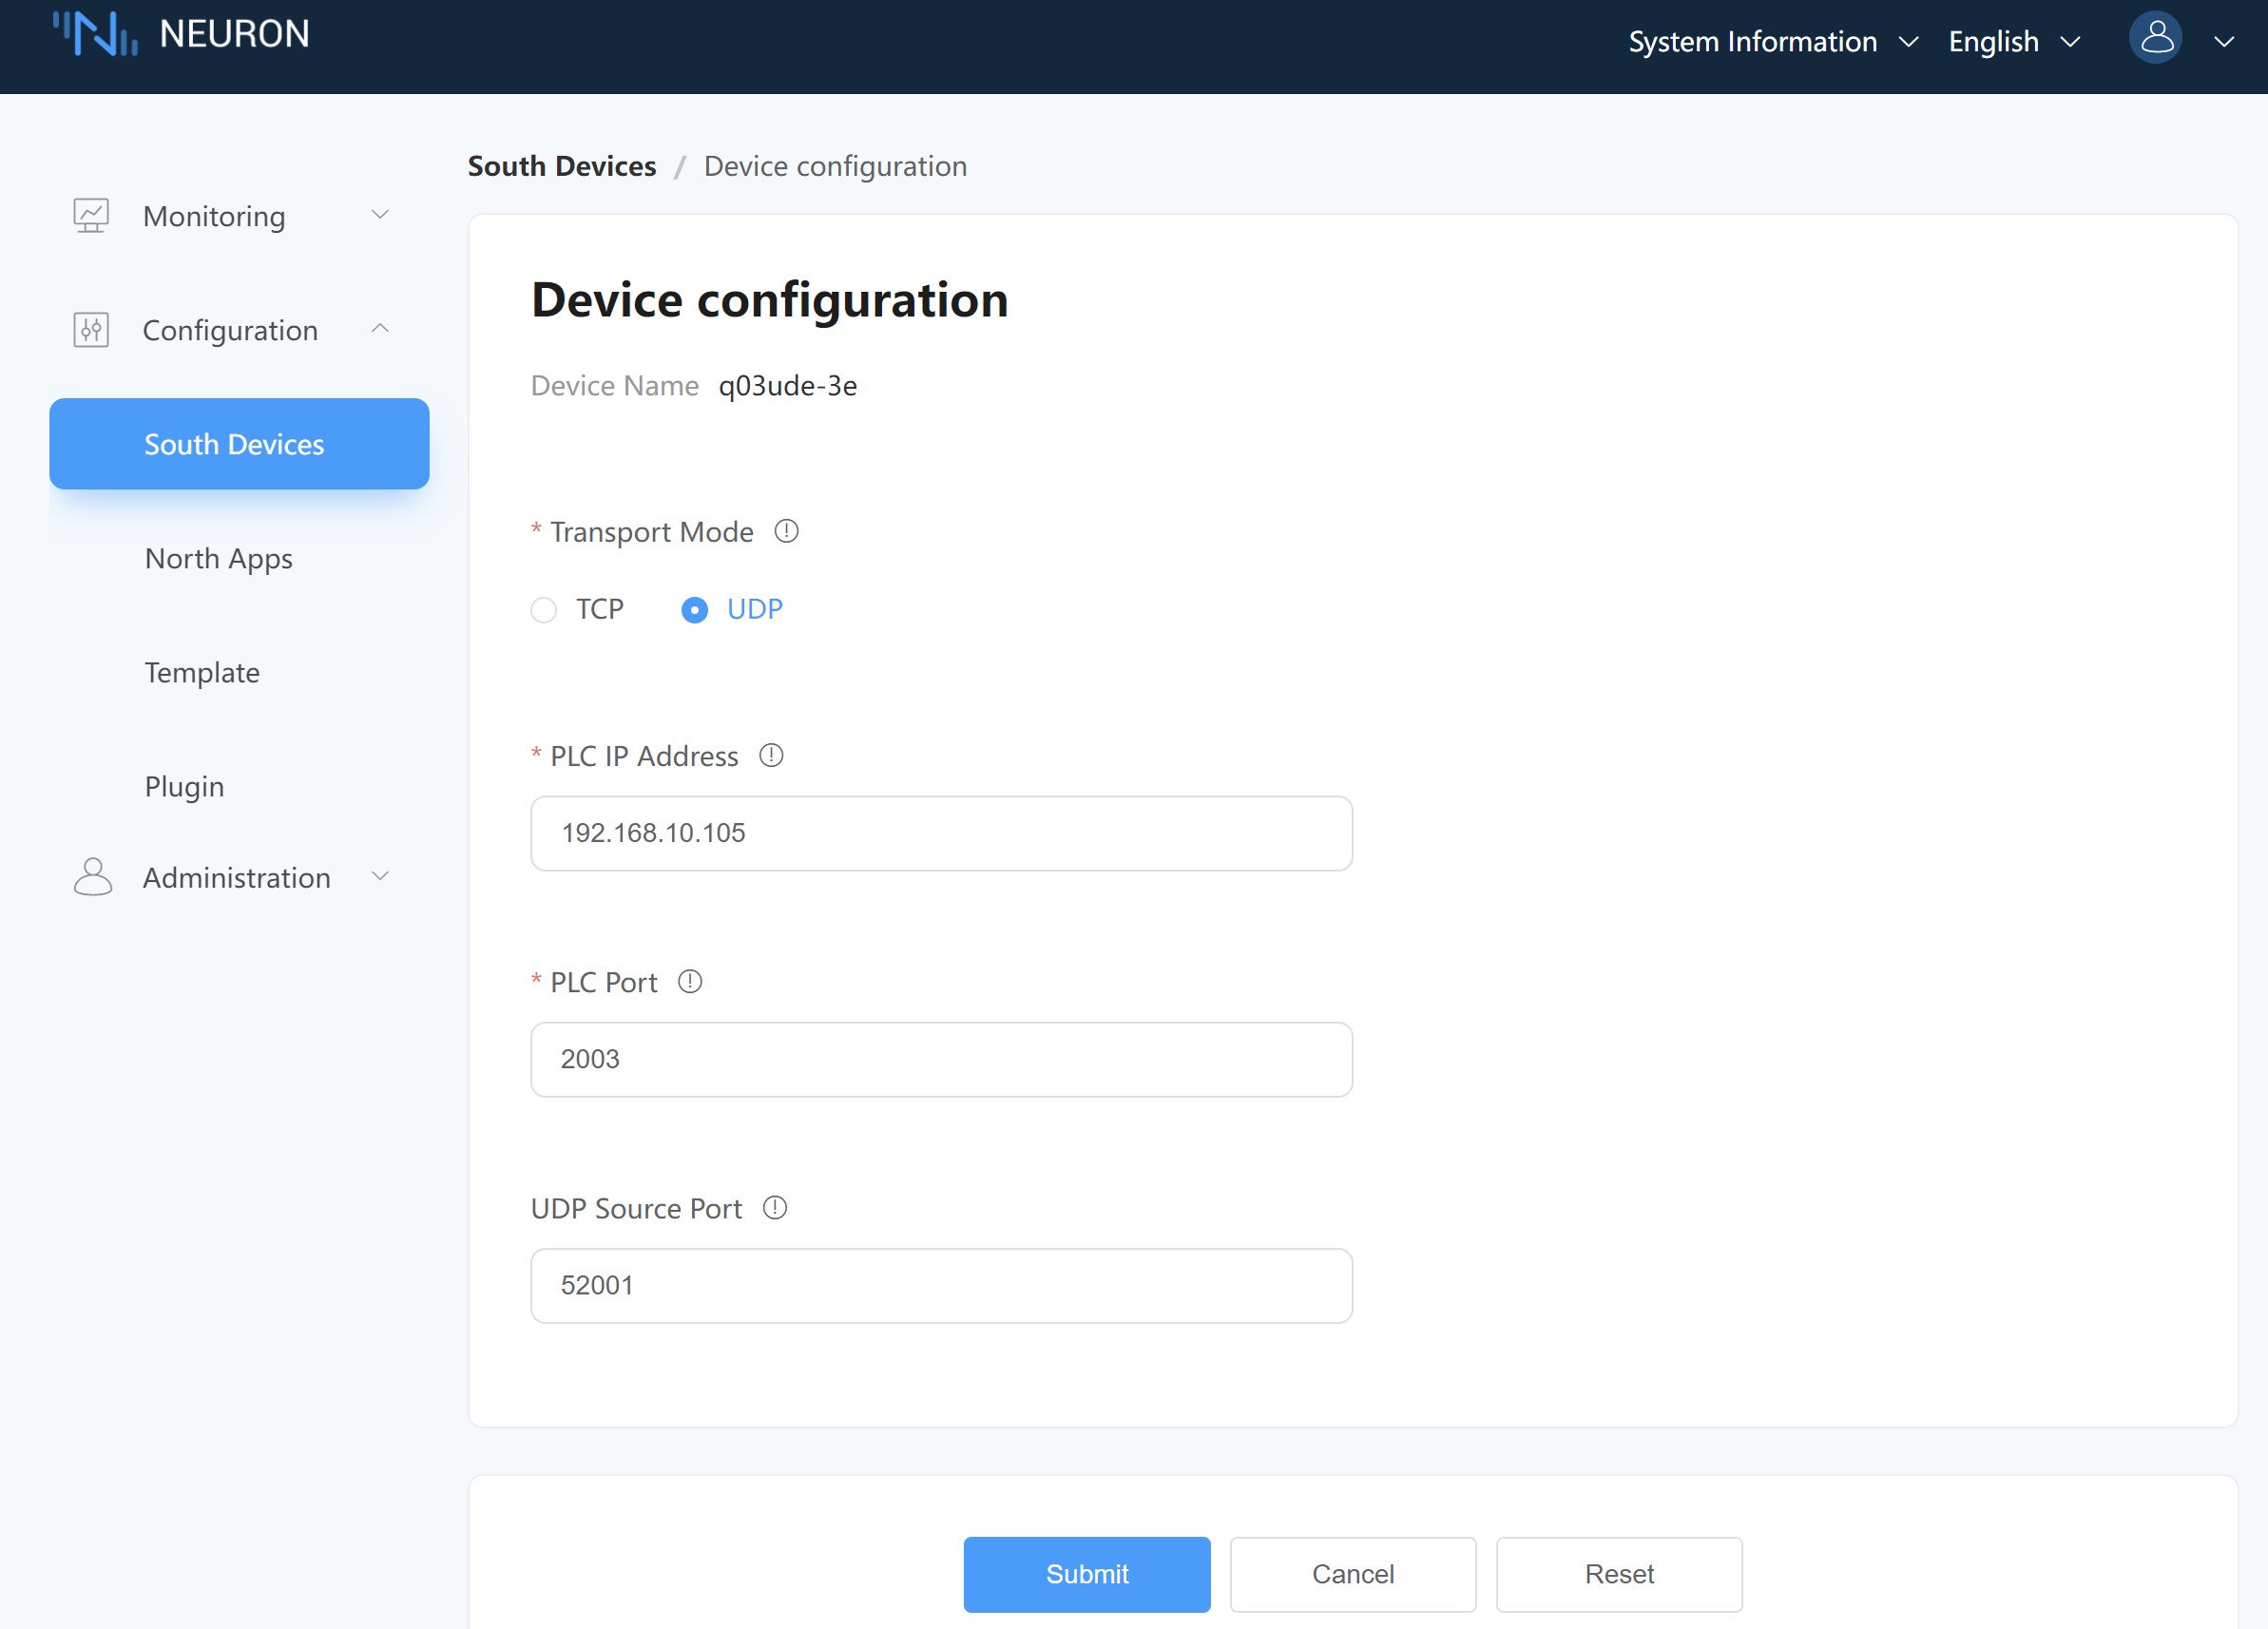 NEURON
System Information
English
South Devices / Device configuration
Monitoring
Configuration
South Devices
North Apps
Template
Plugin
Administration
Device configuration
Device Name q03ude-3e
* Transport Mode
TCP UDP
* PLC IP Address
192.168.10.105
* PLC Port
2003
UDP Source Port
52001
Submit Cancel Reset